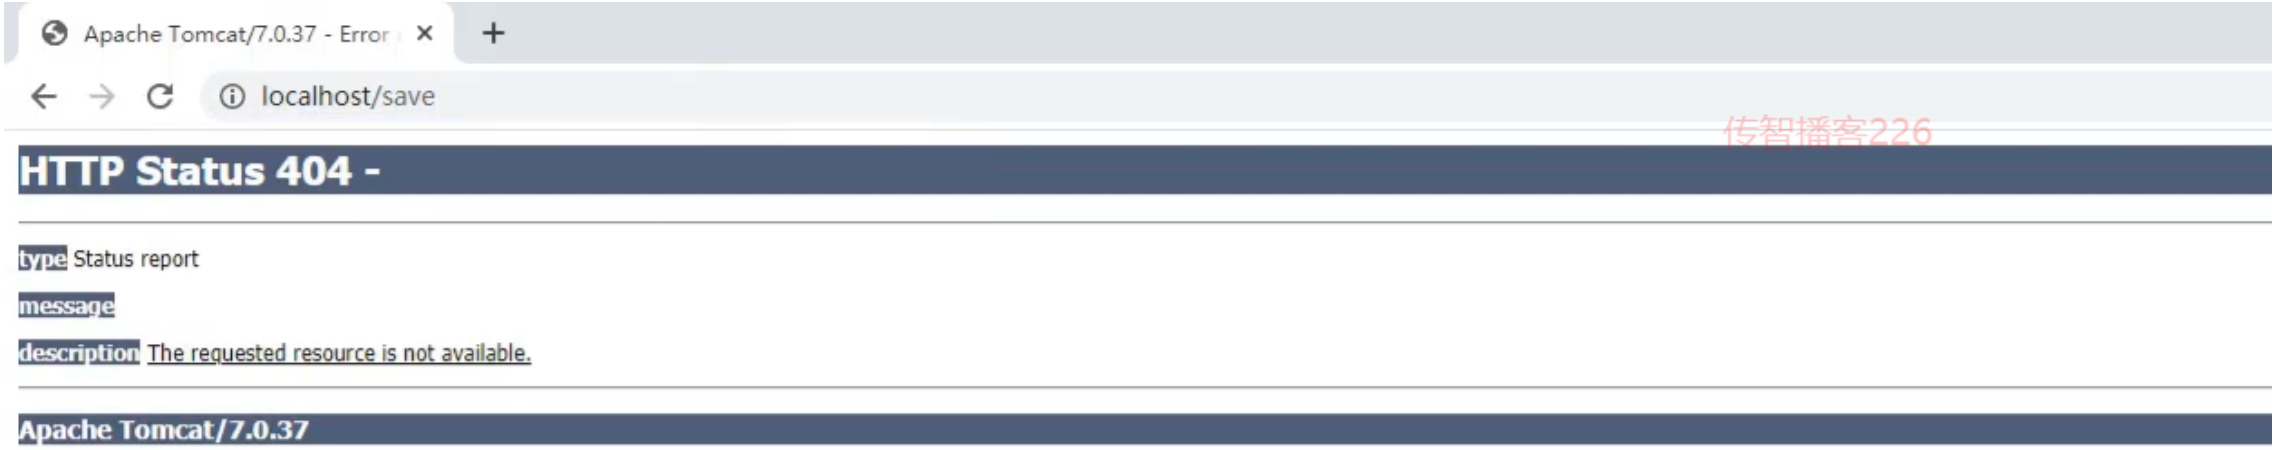 Apache Tomcat/7.0.37 - Error
localhost/save
传智播客226
HTTP Status 404 -
type Status report
message
description The requested resource is not available.
Apache Tomcat/7.0.37